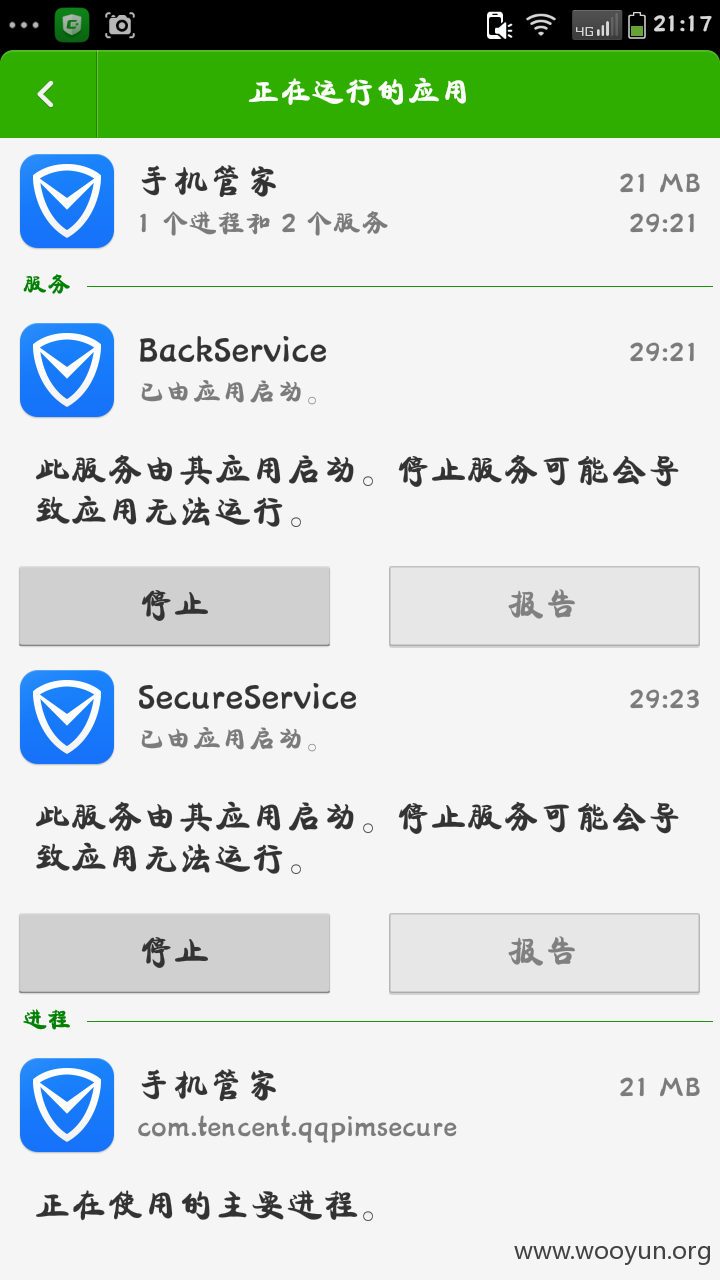 4G 21:17
正在运行的应用
手机管家 21 MB
1 个进程和 2 个服务 29:21
服务
BackService 29:21
已由应用启动。
此服务由其应用启动。停止服务可能会导
致应用无法运行。
停止 报告
SecureService 29:23
已由应用启动。
此服务由其应用启动。停止服务可能会导
致应用无法运行。
停止 报告
进程
手机管家 21 MB
com.tencent.qqpimsecure
正在使用的主要进程。
www.wooyun.org